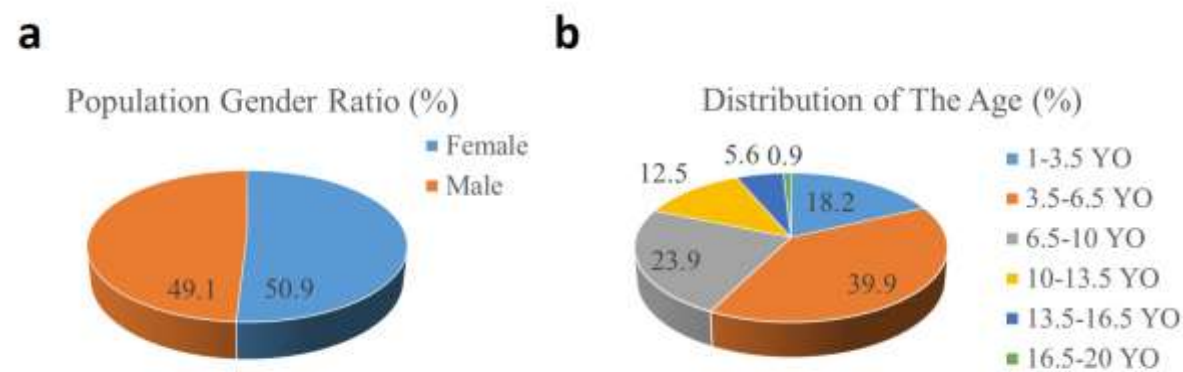 a
Population Gender Ratio (%)
Female
Male
49.1
50.9
b
Distribution of The Age (%)
1-3.5 YO
3.5-6.5 YO
6.5-10 YO
10-13.5 YO
13.5-16.5 YO
16.5-20 YO
5.6 0.9
12.5
18.2
23.9
39.9